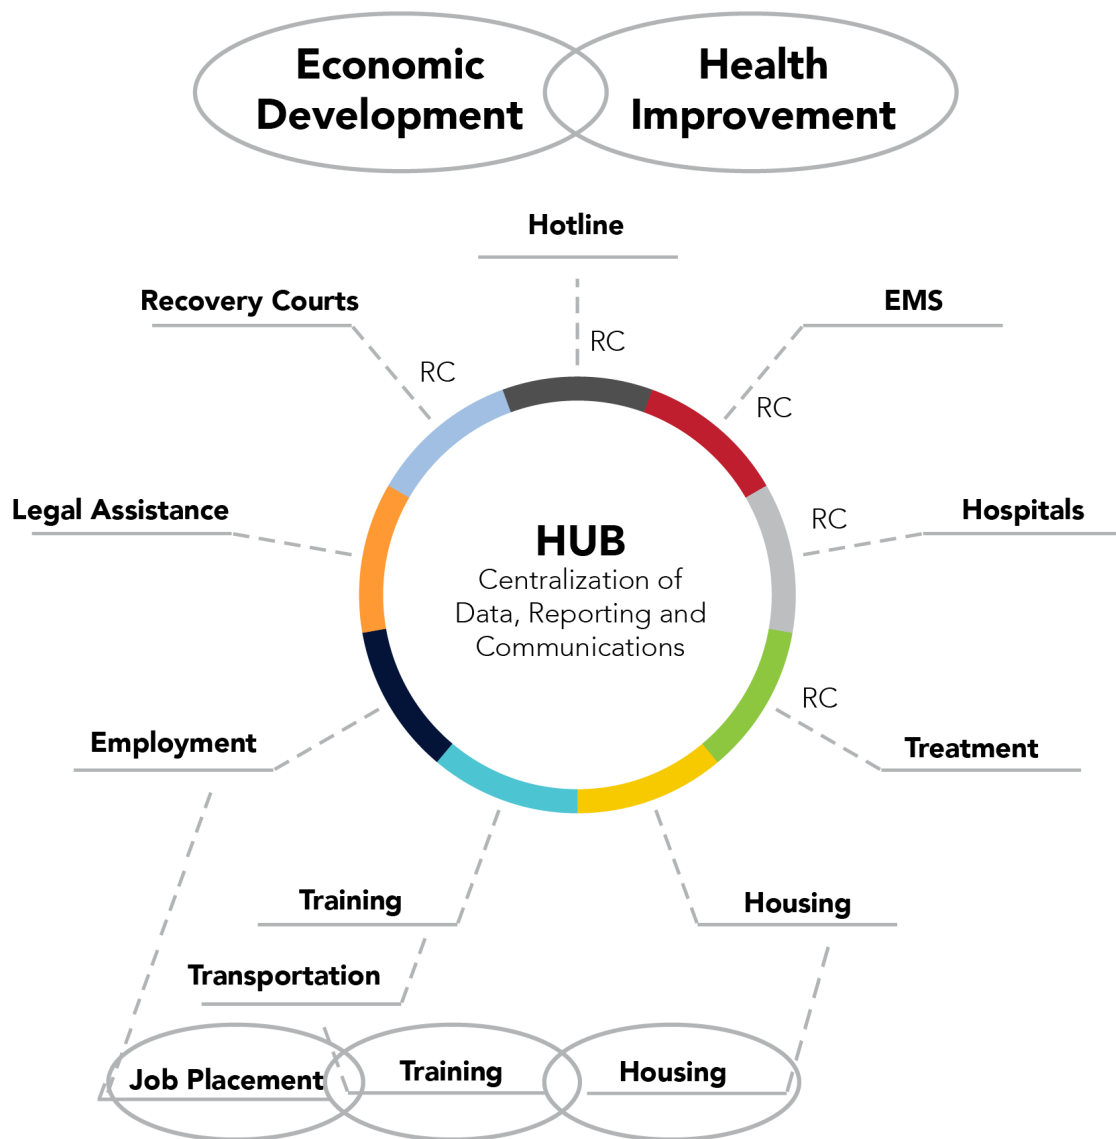 Economic
Development
Health
Improvement
Hotline
Recovery Courts
EMS
RC
RC
RC
Legal Assistance
Hospitals
RC
HUB
Centralization of
Data, Reporting and
Communications
RC
Employment
Treatment
Training
Housing
Transportation
Job Placement
Training
Housing